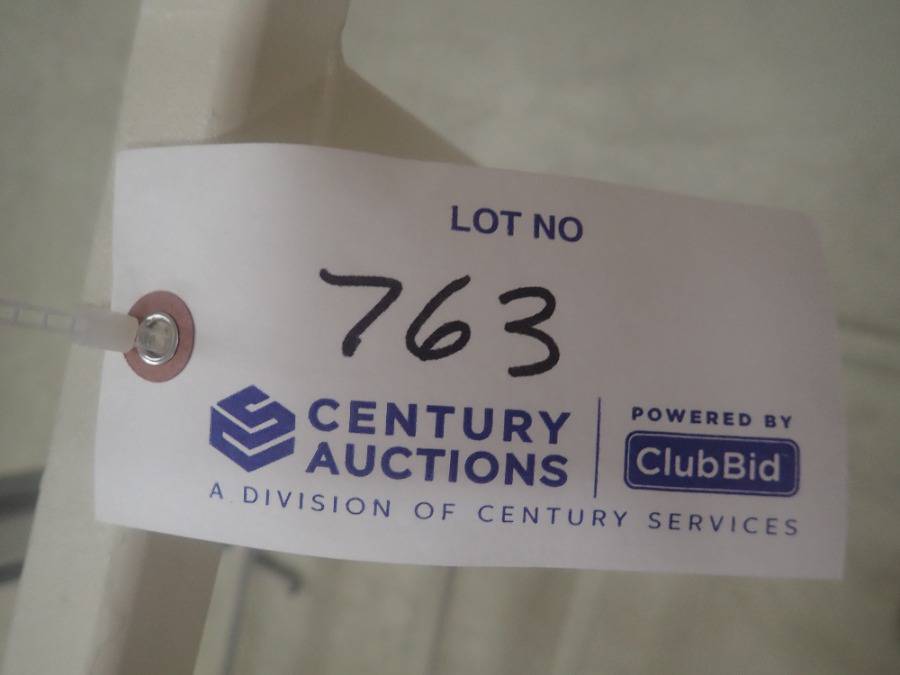 LOT NO
763
CENTURY
AUCTIONS
A DIVISION OF CENTURY SERVICES
POWERED BY
ClubBid